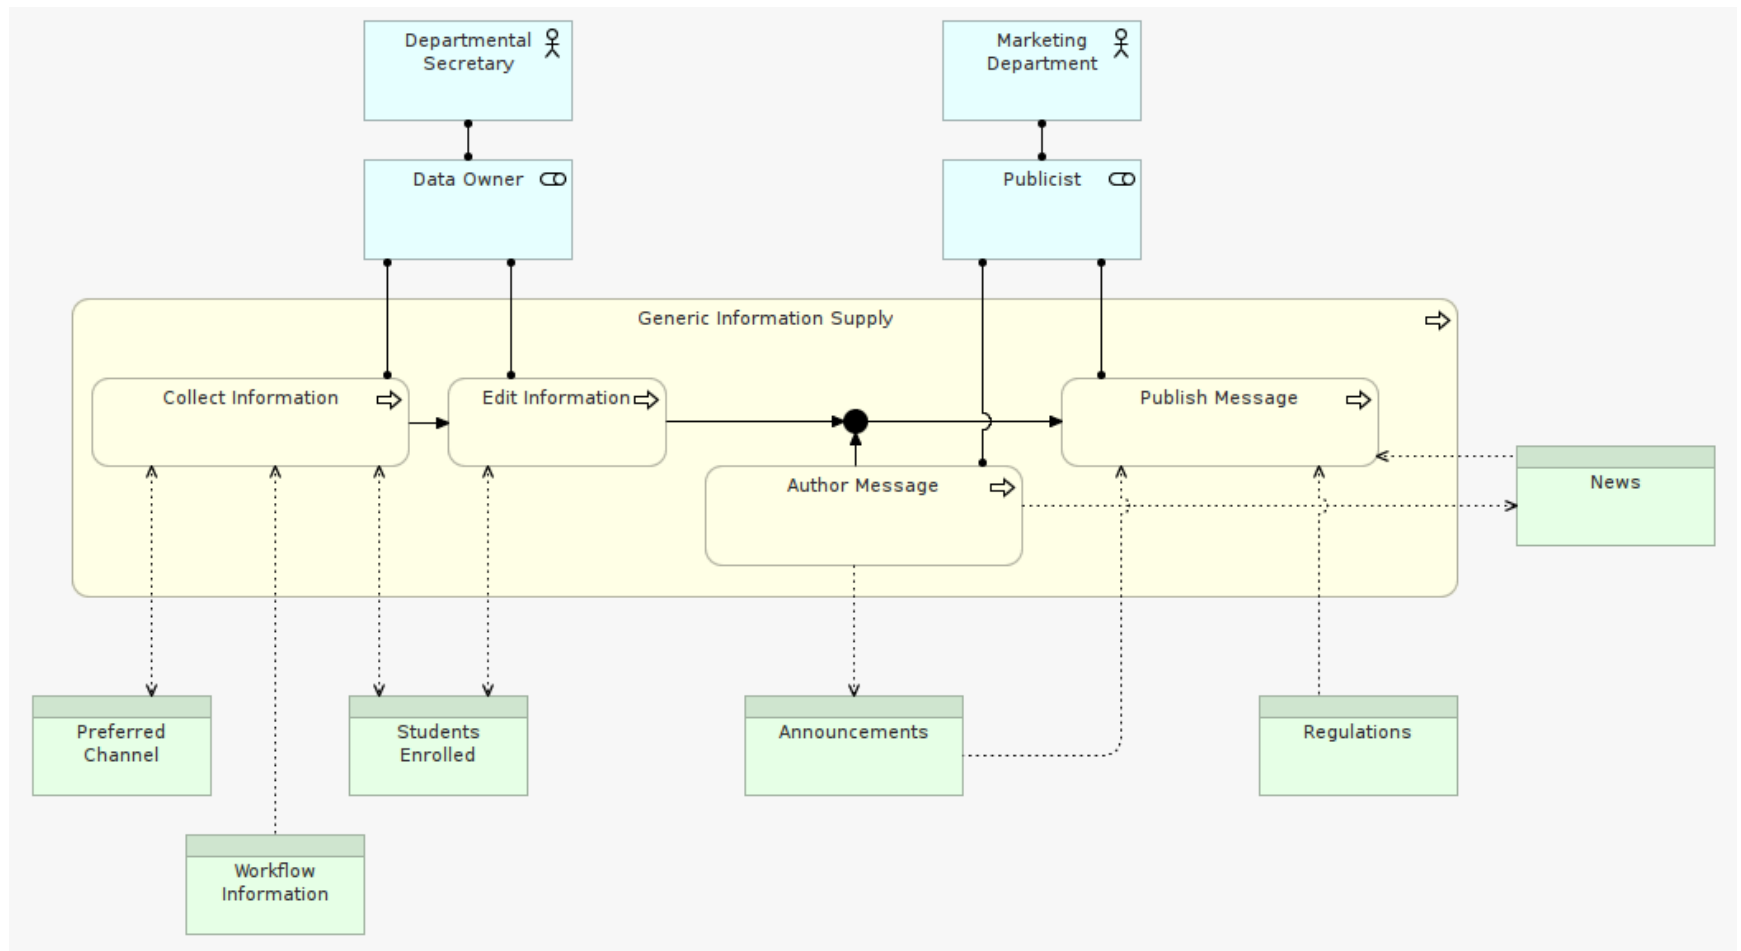 Departmental
Secretary
Marketing
Department
Data Owner
Publicist
Generic Information Supply
Collect Information
Edit Information
Publish Message
Author Message
News
Preferred
Channel
Students
Enrolled
Announcements
Regulations
Workflow
Information